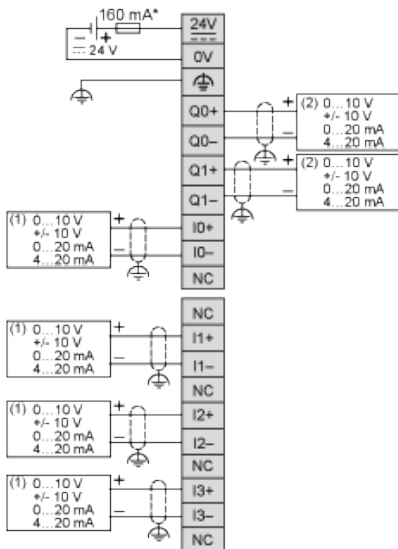 160 mA*
24V
− +
24 V
0V
Q0+
+ (2) 0...10 V
+/- 10 V
0...20 mA
− 4...20 mA
Q0−
Q1+
+ (2) 0...10 V
+/- 10 V
0...20 mA
− 4...20 mA
Q1−
(1) 0...10 V +
+/- 10 V
0...20 mA
4...20 mA −
I0+
I0−
NC
NC
(1) 0...10 V +
+/- 10 V
0...20 mA
4...20 mA −
I1+
I1−
NC
(1) 0...10 V +
+/- 10 V
0...20 mA
4...20 mA −
I2+
I2−
NC
(1) 0...10 V +
+/- 10 V
0...20 mA
4...20 mA −
I3+
I3−
NC